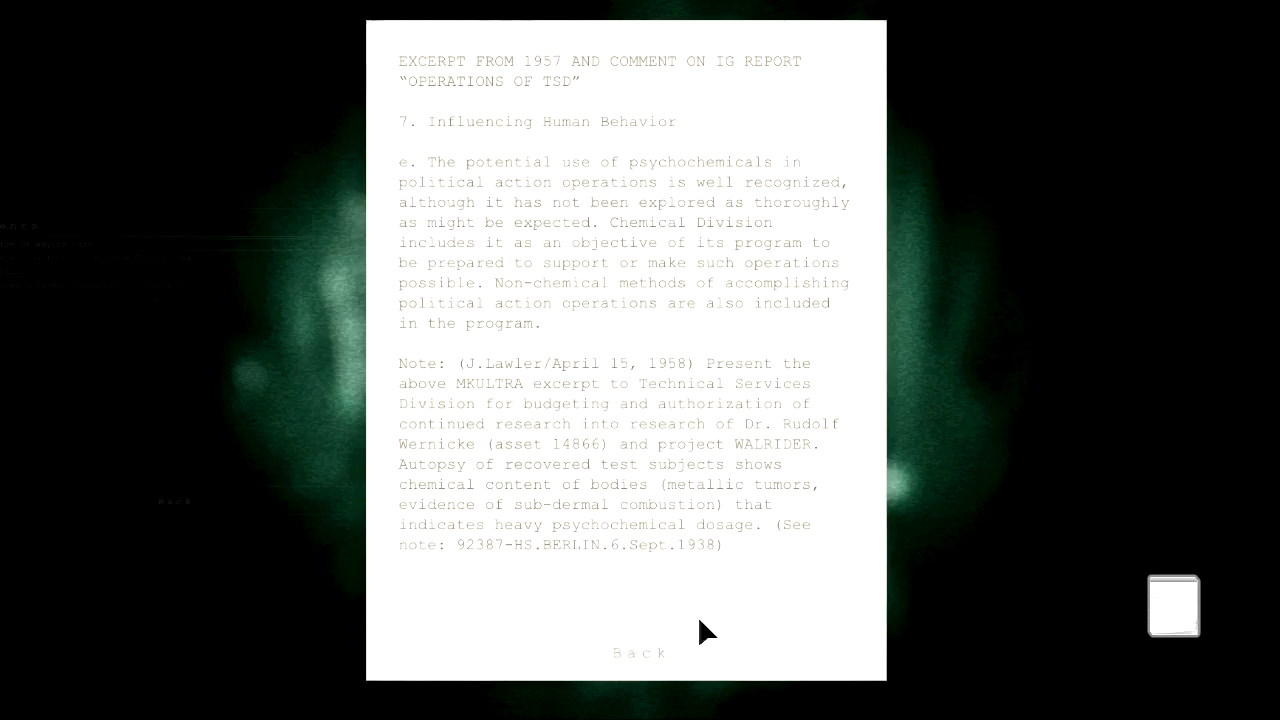 EXCERPT FROM 1957 AND COMMENT ON IG REPORT
“OPERATIONS OF TSD”
7. Influencing Human Behavior
e. The potential use of psychochemicals in
political action operations is well recognized,
although it has not been explored as thoroughly
as might be expected. Chemical Division
includes it as an objective of its program to
be prepared to support or make such operations
possible. Non-chemical methods of accomplishing
political action operations are also included
in the program.
Note: (J.Lawler/April 15, 1958) Present the
above MKULTRA excerpt to Technical Services
Division for budgeting and authorization of
continued research into research of Dr. Rudolf
Wernicke (asset 14866) and project WALRIDER.
Autopsy of recovered test subjects shows
chemical content of bodies (metallic tumors,
evidence of sub-dermal combustion) that
indicates heavy psychochemical dosage. (See
note: 92387-HS.BERLIN.6.Sept.1938)
Back
Back